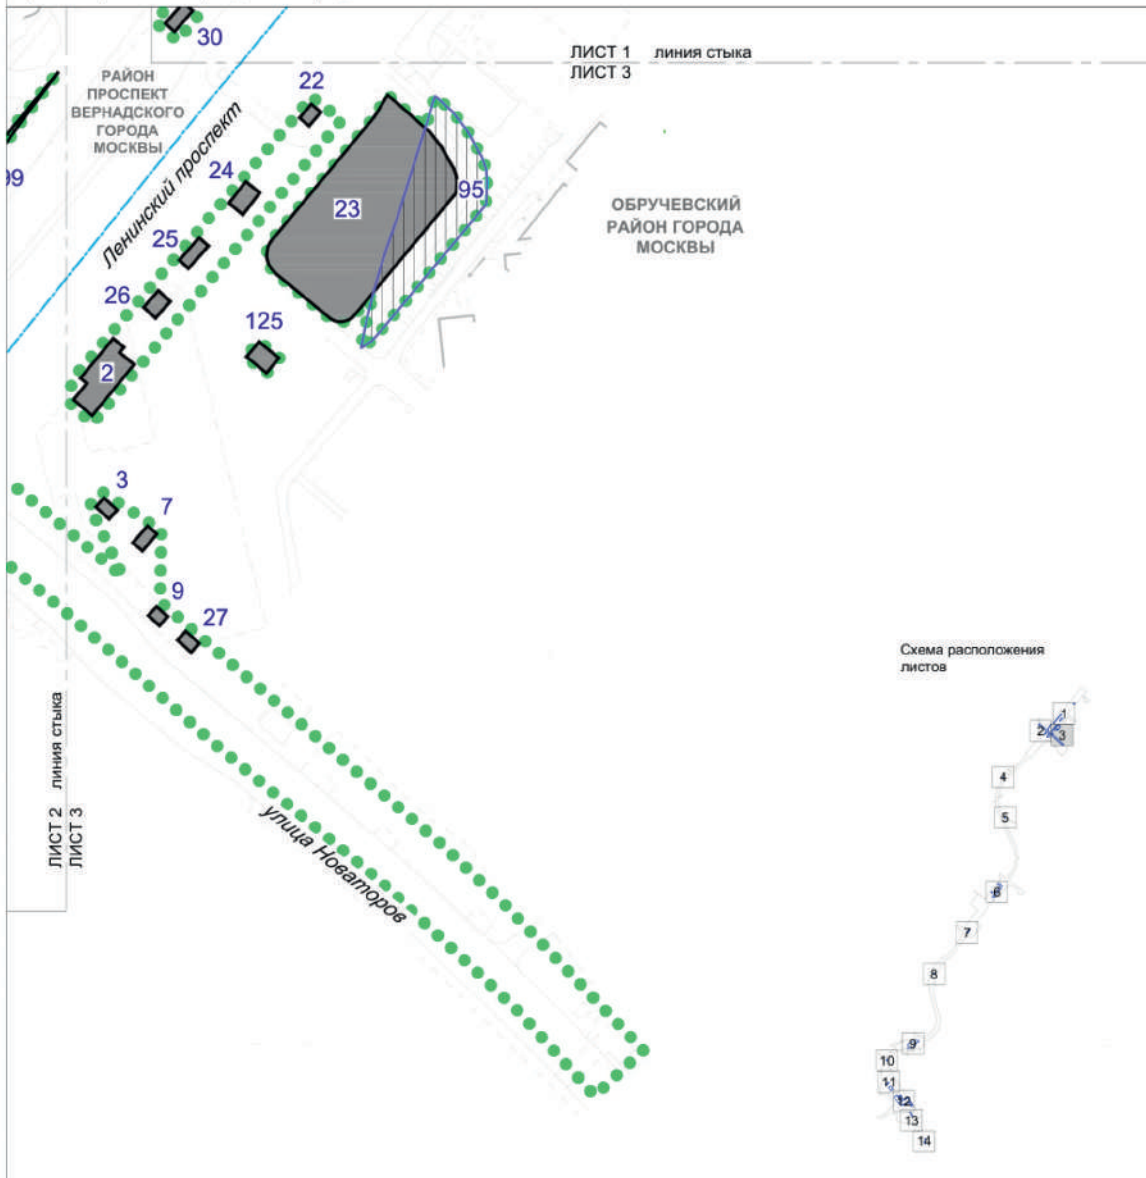 30
ЛИСТ 1 линия стыка
ЛИСТ 3
РАЙОН
ПРОСПЕКТ
ВЕРНАДСКОГО
ГОРОДА
МОСКВЫ
22
Ленинский проспект
24
99
95
23
ОБРУЧЕВСКИЙ
РАЙОН ГОРОДА
МОСКВЫ
25
26
125
2
3
7
9
27
Схема расположения
листов
ЛИСТ 2 линия стыка
ЛИСТ 3
улица Новаторов
1
2
3
4
5
6
7
8
9
10
11
12
13
14